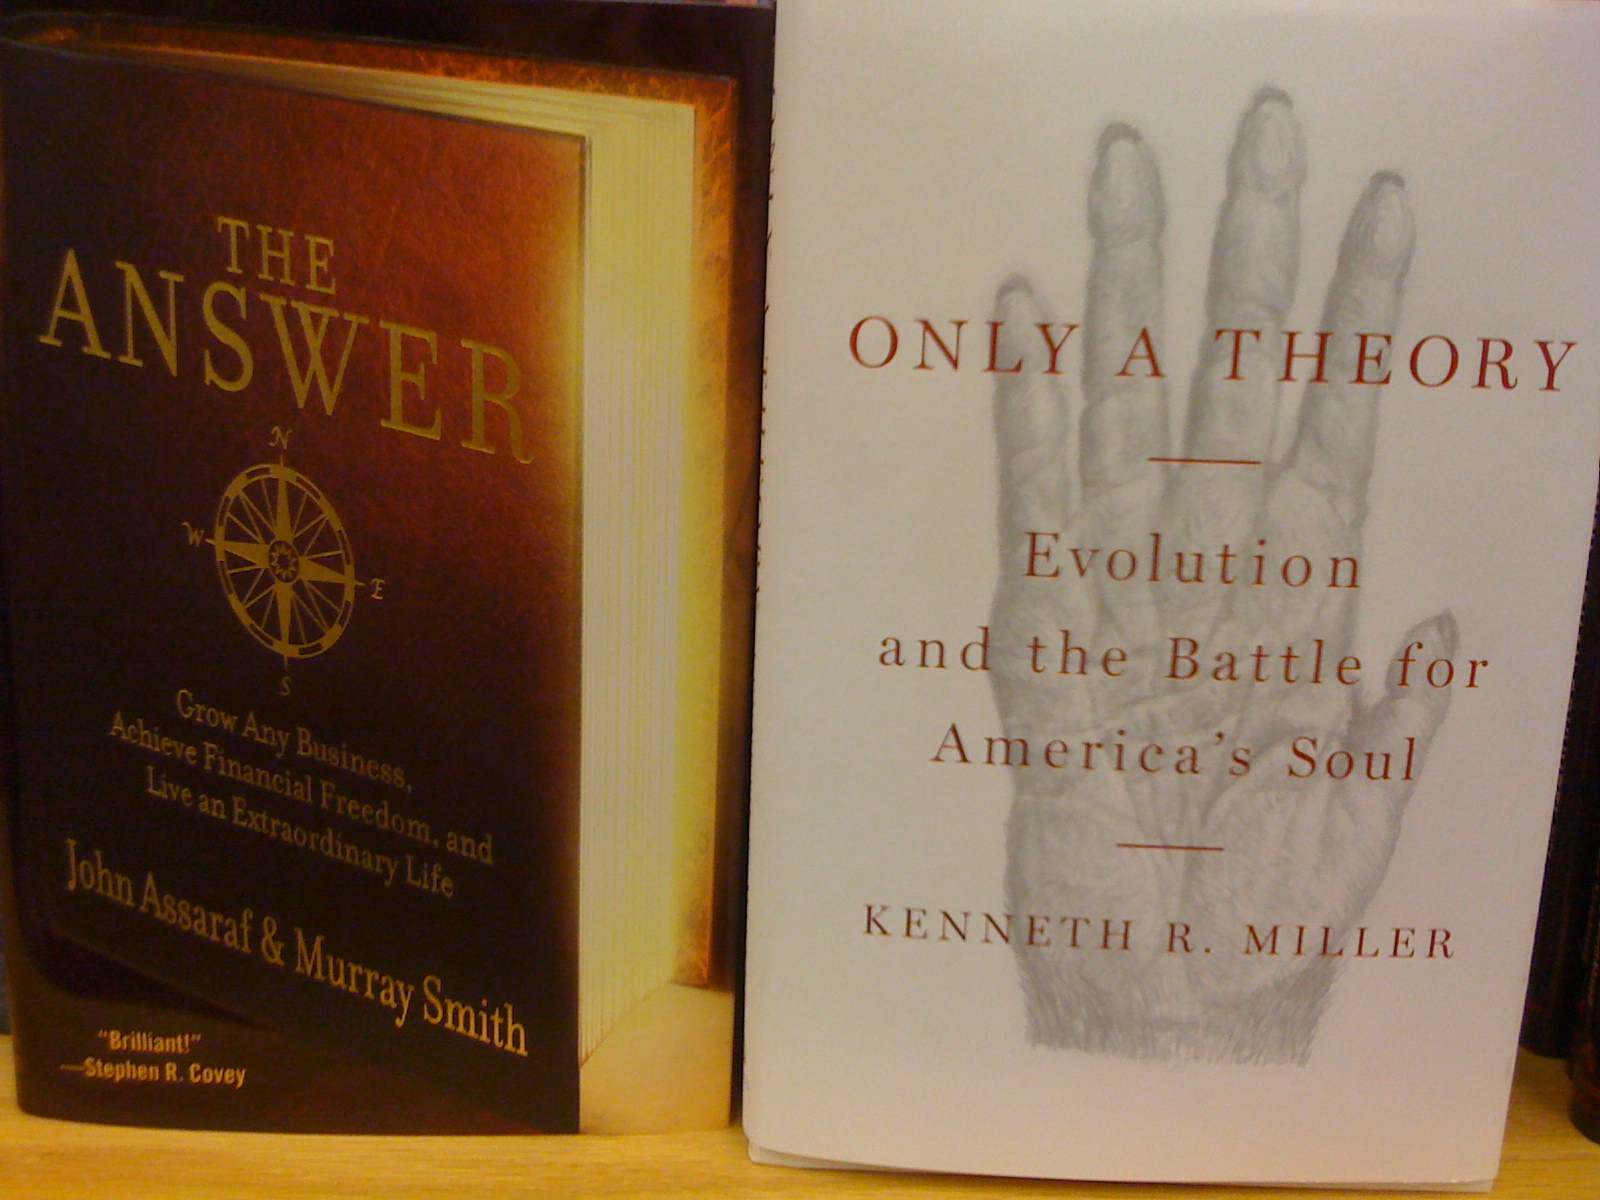 THE
ANSWER
N
W
E
S
Grow Any Business,
Achieve Financial Freedom, and
Live an Extraordinary Life
John Assaraf & Murray Smith
"Brilliant!"
—Stephen R. Covey
ONLY A THEORY
Evolution
and the Battle for
America's Soul
KENNETH R. MILLER